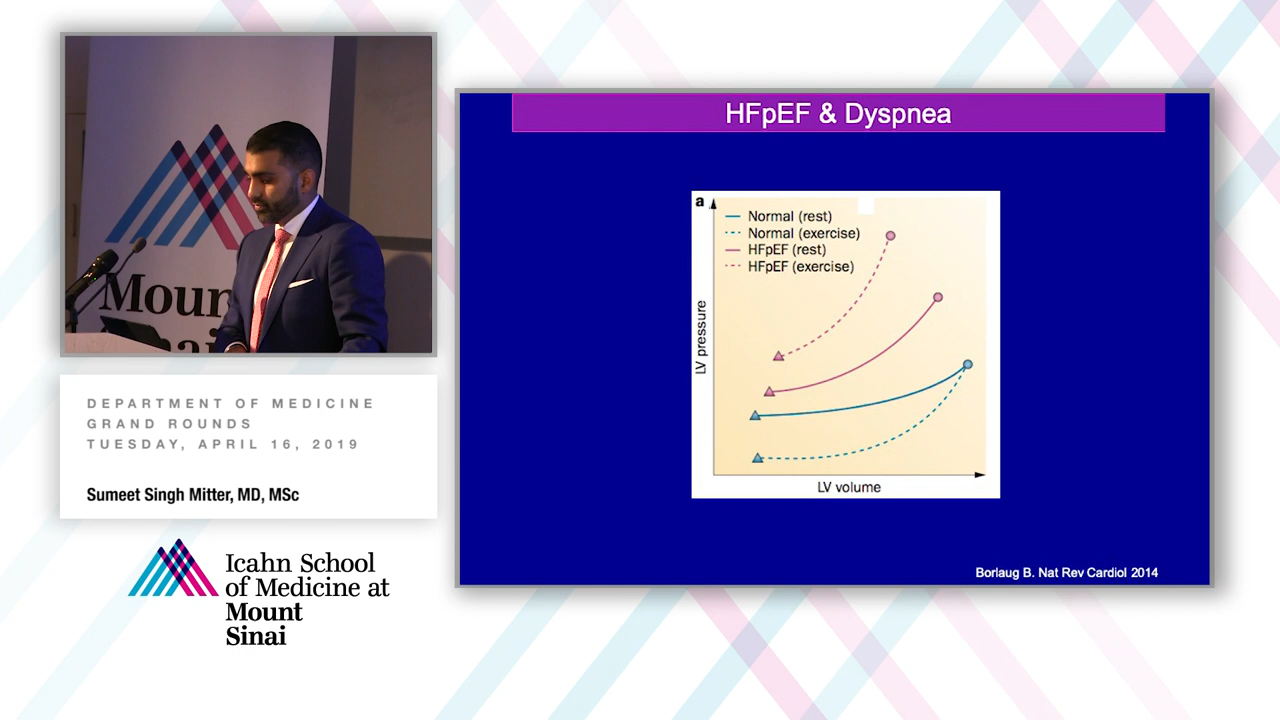 Moun
Sinai
DEPARTMENT OF MEDICINE
GRAND ROUNDS
TUESDAY, APRIL 16, 2019
Sumeet Singh Mitter, MD, MSc
Icahn School
of Medicine at
Mount
Sinai
HFpEF & Dyspnea
a
Normal (rest)
Normal (exercise)
HFpEF (rest)
HFpEF (exercise)
LV pressure
LV volume
Borlaug B. Nat Rev Cardiol 2014